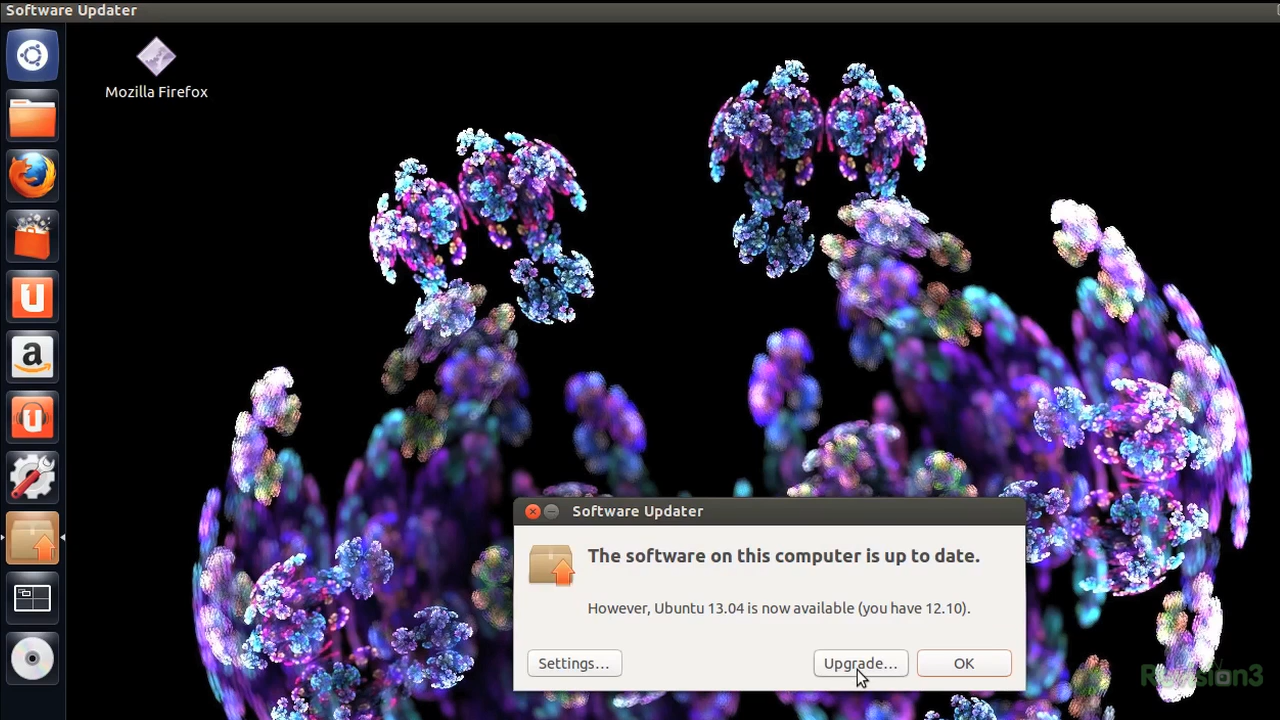 Software Updater
Mozilla Firefox
Software Updater
The software on this computer is up to date.
However, Ubuntu 13.04 is now available (you have 12.10).
Settings...
Upgrade...
OK
Revision3